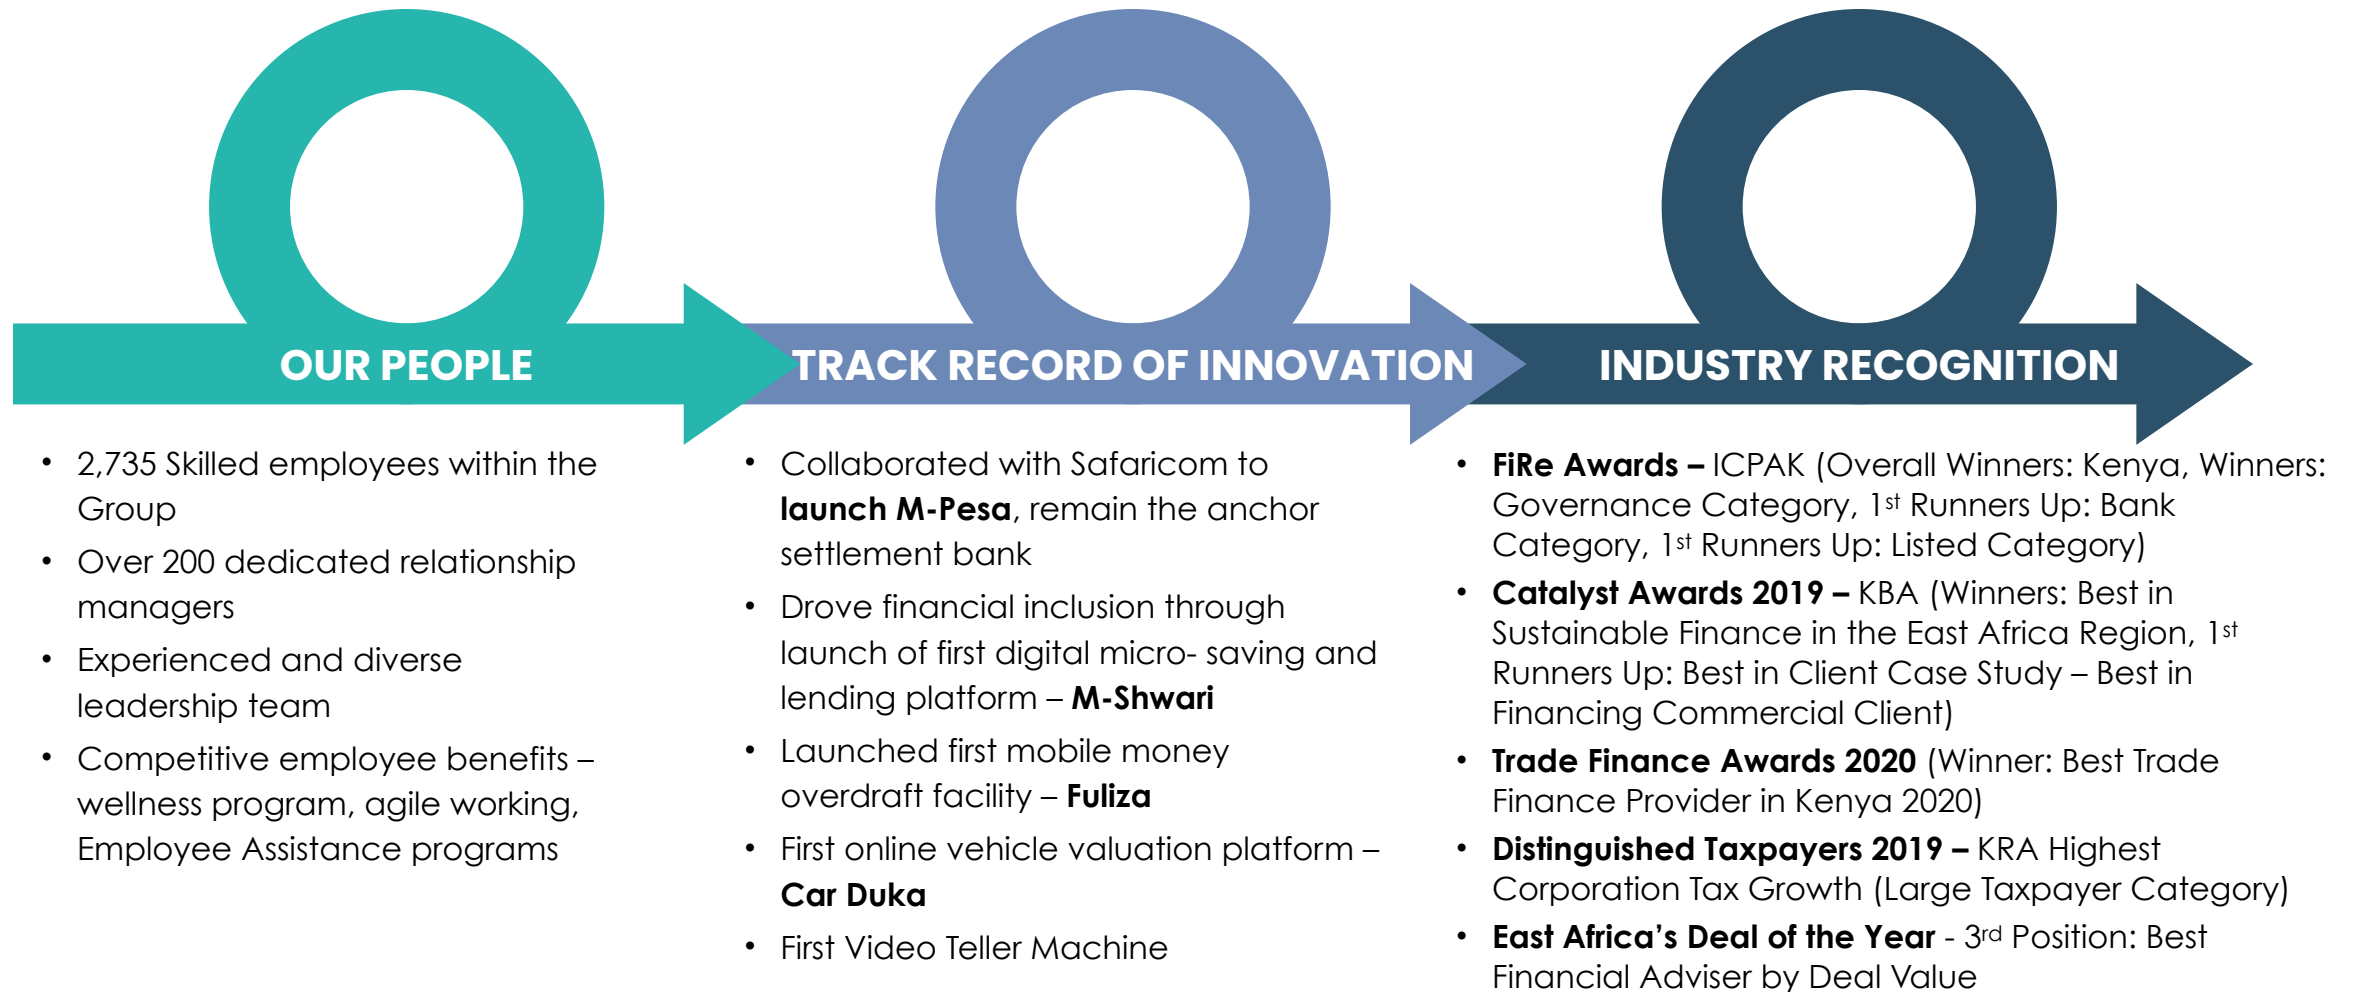 OUR PEOPLE
• 2,735 Skilled employees within the
Group
• Over 200 dedicated relationship
managers
• Experienced and diverse
leadership team
• Competitive employee benefits –
wellness program, agile working,
Employee Assistance programs
TRACK RECORD OF INNOVATION
• Collaborated with Safaricom to
launch M-Pesa, remain the anchor
settlement bank
• Drove financial inclusion through
launch of first digital micro- saving and
lending platform – M-Shwari
• Launched first mobile money
overdraft facility – Fuliza
• First online vehicle valuation platform –
Car Duka
• First Video Teller Machine
INDUSTRY RECOGNITION
• FiRe Awards – ICPAK (Overall Winners: Kenya, Winners:
Governance Category, 1st Runners Up: Bank
Category, 1st Runners Up: Listed Category)
• Catalyst Awards 2019 – KBA (Winners: Best in
Sustainable Finance in the East Africa Region, 1st
Runners Up: Best in Client Case Study – Best in
Financing Commercial Client)
• Trade Finance Awards 2020 (Winner: Best Trade
Finance Provider in Kenya 2020)
• Distinguished Taxpayers 2019 – KRA Highest
Corporation Tax Growth (Large Taxpayer Category)
• East Africa’s Deal of the Year - 3rd Position: Best
Financial Adviser by Deal Value